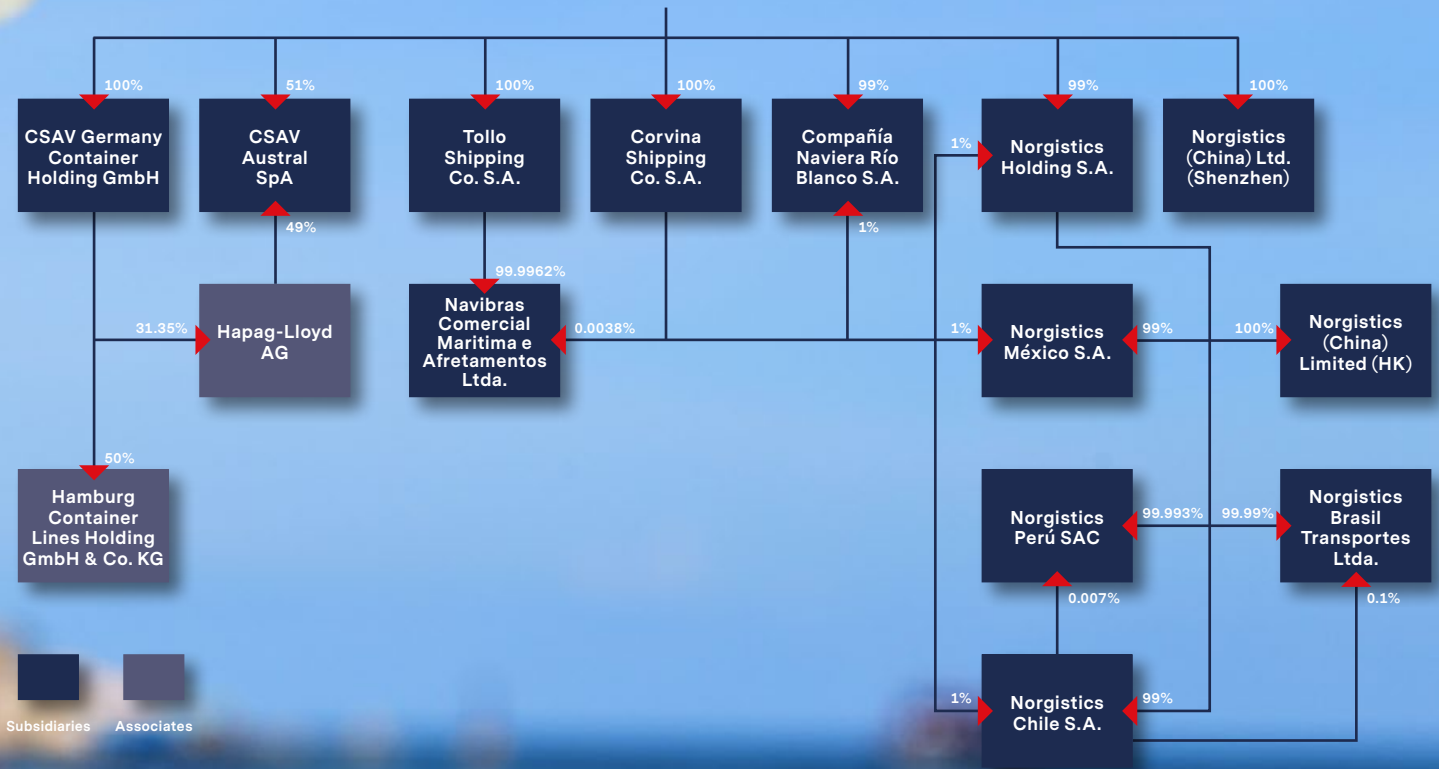 100%
51%
100%
100%
99%
99%
100%
CSAV Germany
Container
Holding GmbH
CSAV
Austral
SpA
Tollo
Shipping
Co. S.A.
Corvina
Shipping
Co. S.A.
Compañía
Naviera Río
Blanco S.A.
1%
Norgistics
Holding S.A.
Norgistics
(China) Ltd.
(Shenzhen)
49%
1%
99.9962%
31.35%
Hapag-Lloyd
AG
Navibras
Comercial
Maritima e
Afretamentos
Ltda.
0.0038%
1%
Norgistics
México S.A.
99%
100%
Norgistics
(China)
Limited (HK)
50%
Hamburg
Container
Lines Holding
GmbH & Co. KG
Norgistics
Perú SAC
99.993%
99.99%
Norgistics
Brasil
Transportes
Ltda.
0.007%
0.1%
1%
Norgistics
Chile S.A.
99%
Subsidiaries
Associates